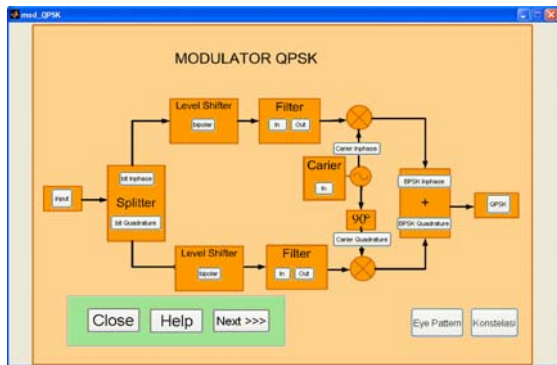 mod_QPSK
MODULATOR QPSK
Level Shifter
bipolar
Filter
In Out
Carier Inphase
Carier
In
Input
bit Inphase
Splitter
bit Quadrature
BPSK Inphase
+
BPSK Quadrature
QPSK
90°
Carier Quadrature
Level Shifter
bipolar
Filter
In Out
Close Help Next >>>
Eye Pattern Konstelasi